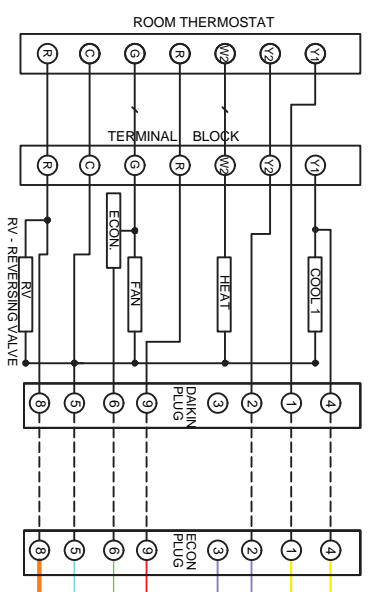 ROOM THERMOSTAT
R C G R W2 Y2 Y1
TERMINAL BLOCK
R C G R W2 Y2 Y1
ECON.
RV - REVERSING VALVE
RV
FAN
HEAT
COOL 1
DAIKIN
PLUG
8 5 6 9 3 2 1 4
ECON
PLUG
8 5 6 9 3 2 1 4